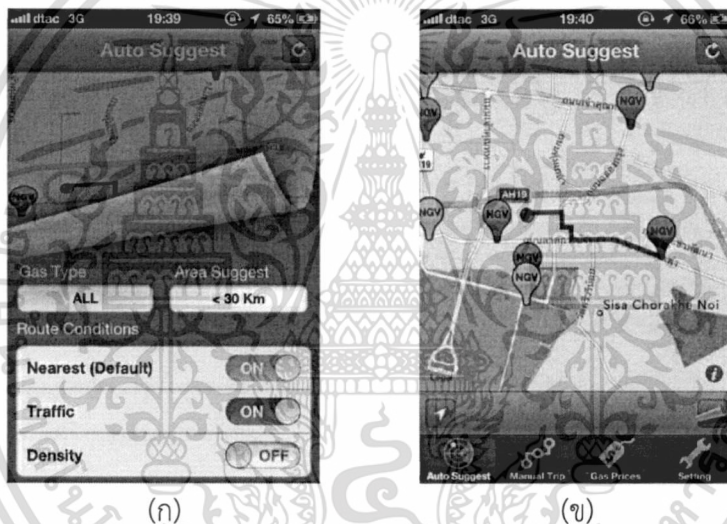 dtac 3G 19:39 65%
Auto Suggest
Gas Type Area Suggest
ALL < 30 Km
Route Conditions
Nearest (Default) ON
Traffic ON
Density OFF
(ก)
dtac 3G 19:40 66%
Auto Suggest
NGV
NGV
NGV
AH19
NGV
NGV
NGV
NGV
Sisa Chorakhe Noi
Auto Suggest Manual Trip Gas Prices Setting
(ข)